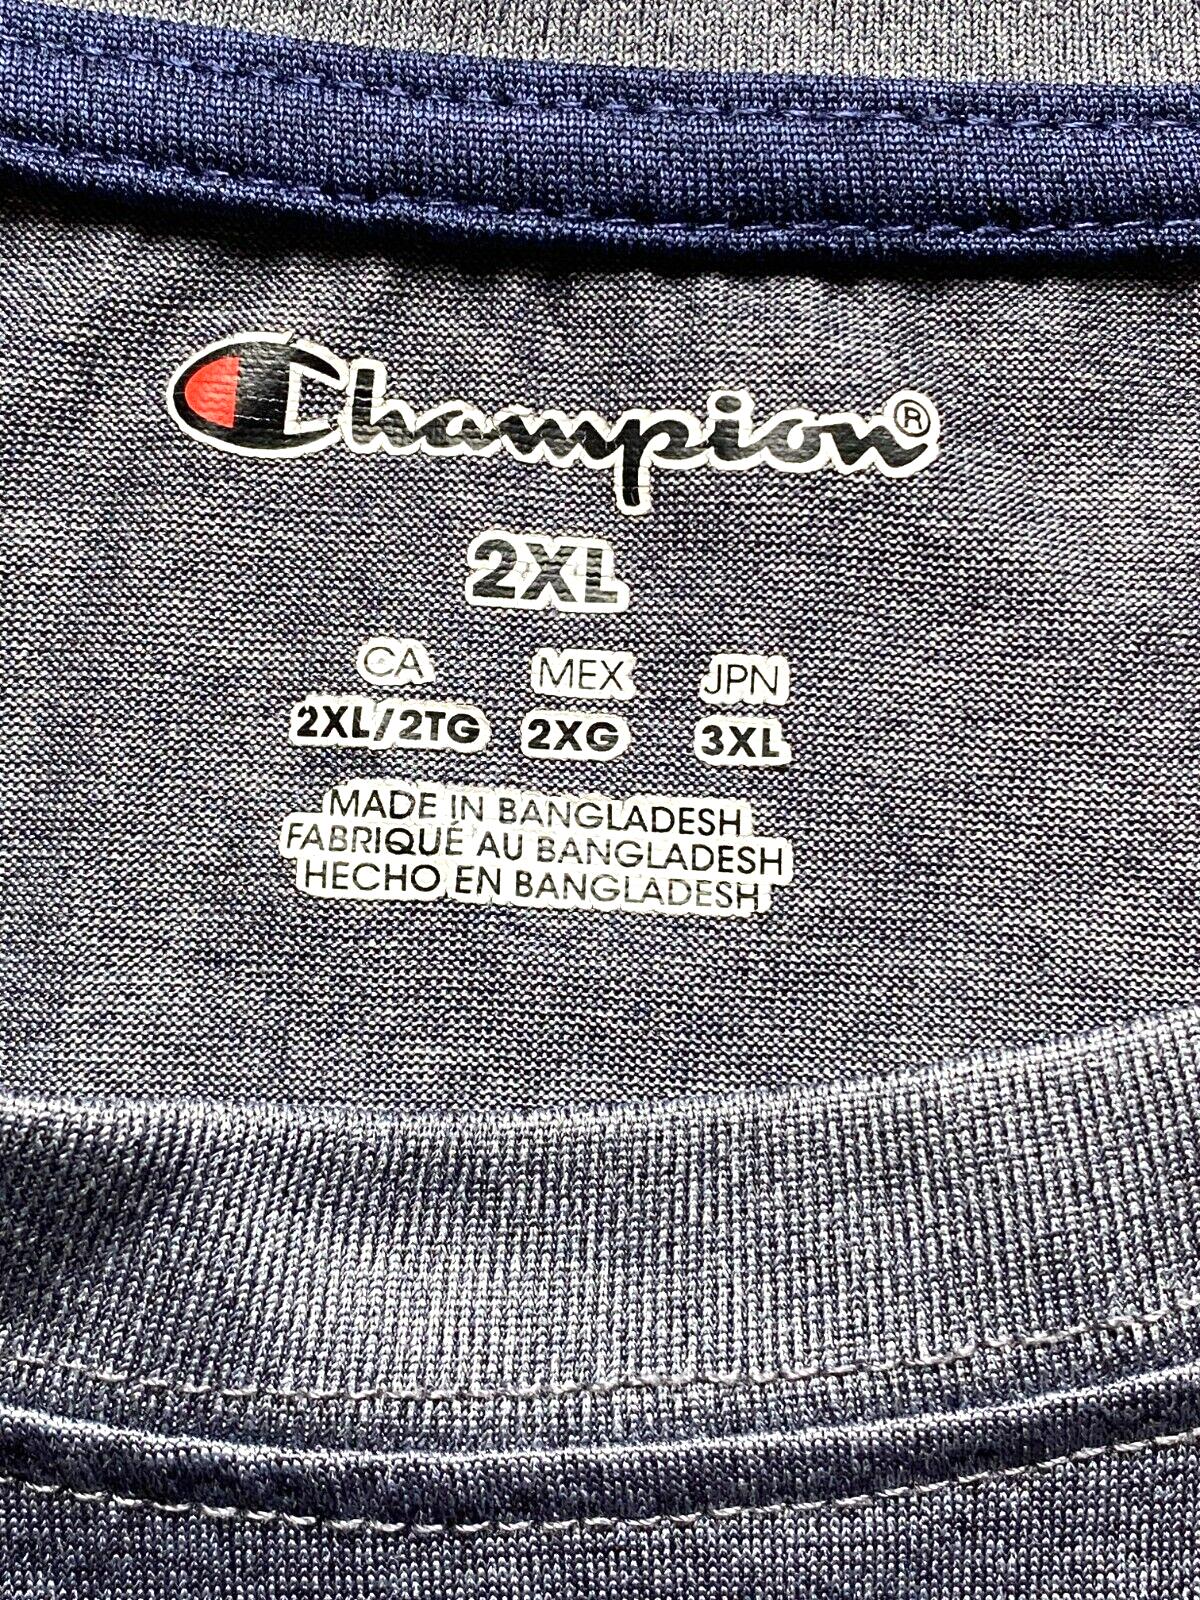 Champion®
2XL
CA MEX JPN
2XL/2TG 2XG 3XL
MADE IN BANGLADESH
FABRIQUÉ AU BANGLADESH
HECHO EN BANGLADESH